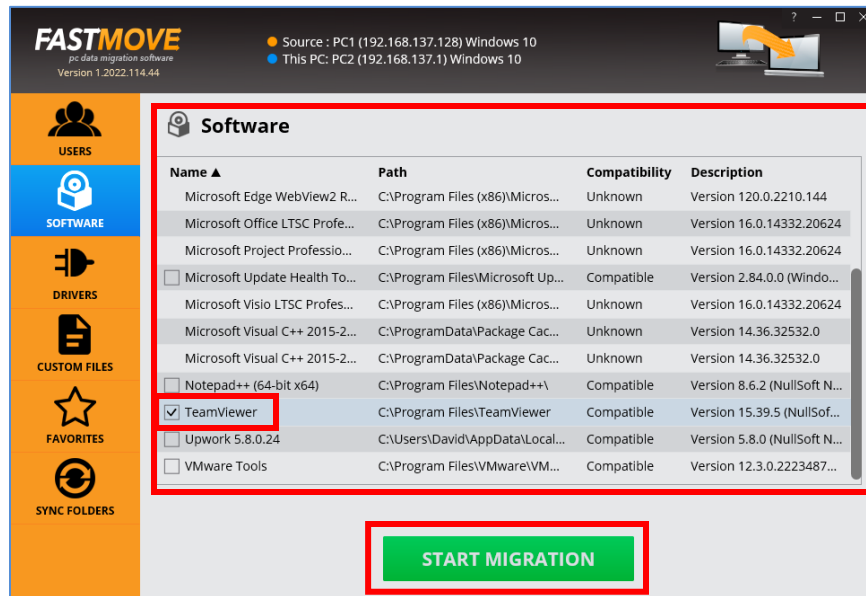 FASTMOVE
pc data migration software
Version 1.2022.114.44
Source : PC1 (192.168.137.128) Windows 10
This PC: PC2 (192.168.137.1) Windows 10
?
USERS
SOFTWARE
DRIVERS
CUSTOM FILES
FAVORITES
SYNC FOLDERS
Software
Name ▲ Path Compatibility Description
Microsoft Edge WebView2 R... C:\Program Files (x86)\Micros... Unknown Version 120.0.2210.144
Microsoft Office LTSC Profe... C:\Program Files (x86)\Micros... Unknown Version 16.0.14332.20624
Microsoft Project Professio... C:\Program Files (x86)\Micros... Unknown Version 16.0.14332.20624
Microsoft Update Health To... C:\Program Files\Microsoft Up... Compatible Version 2.84.0.0 (Windo...
Microsoft Visio LTSC Profes... C:\Program Files (x86)\Micros... Unknown Version 16.0.14332.20624
Microsoft Visual C++ 2015-2... C:\ProgramData\Package Cac... Unknown Version 14.36.32532.0
Microsoft Visual C++ 2015-2... C:\ProgramData\Package Cac... Unknown Version 14.36.32532.0
Notepad++ (64-bit x64) C:\Program Files\Notepad++\ Compatible Version 8.6.2 (NullSoft N...
TeamViewer C:\Program Files\TeamViewer Compatible Version 15.39.5 (NullSof...
Upwork 5.8.0.24 C:\Users\David\AppData\Local... Compatible Version 5.8.0 (NullSoft N...
VMware Tools C:\Program Files\VMware\VM... Compatible Version 12.3.0.2223487...
START MIGRATION